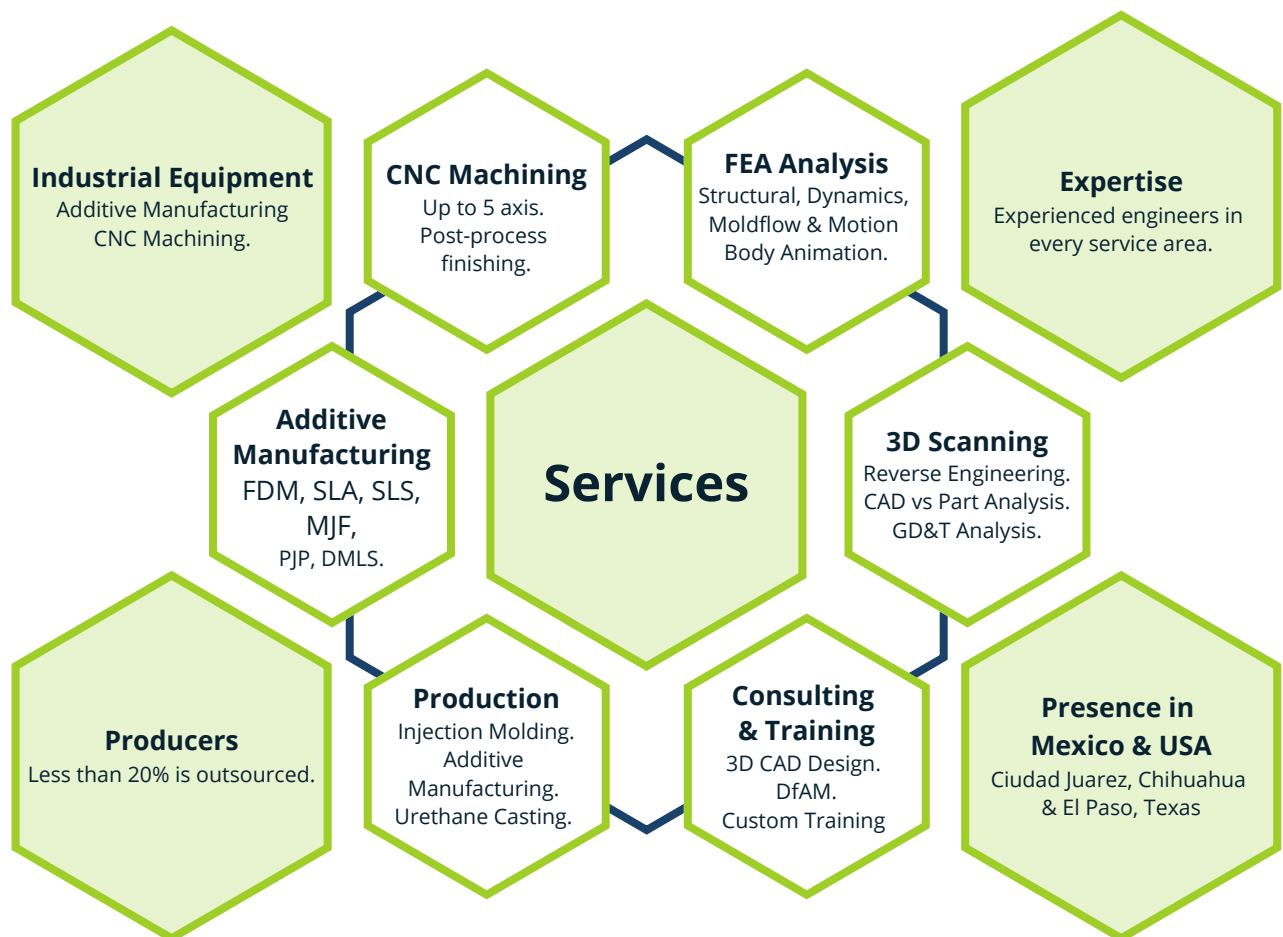 Industrial Equipment
Additive Manufacturing
CNC Machining.
CNC Machining
Up to 5 axis.
Post-process
finishing.
FEA Analysis
Structural, Dynamics,
Moldflow & Motion
Body Animation.
Expertise
Experienced engineers in
every service area.
Additive
Manufacturing
FDM, SLA, SLS,
MJF,
PJP, DMLS.
Services
3D Scanning
Reverse Engineering.
CAD vs Part Analysis.
GD&T Analysis.
Producers
Less than 20% is outsourced.
Production
Injection Molding.
Additive
Manufacturing.
Urethane Casting.
Consulting
& Training
3D CAD Design.
DfAM.
Custom Training
Presence in
Mexico & USA
Ciudad Juarez, Chihuahua
& El Paso, Texas